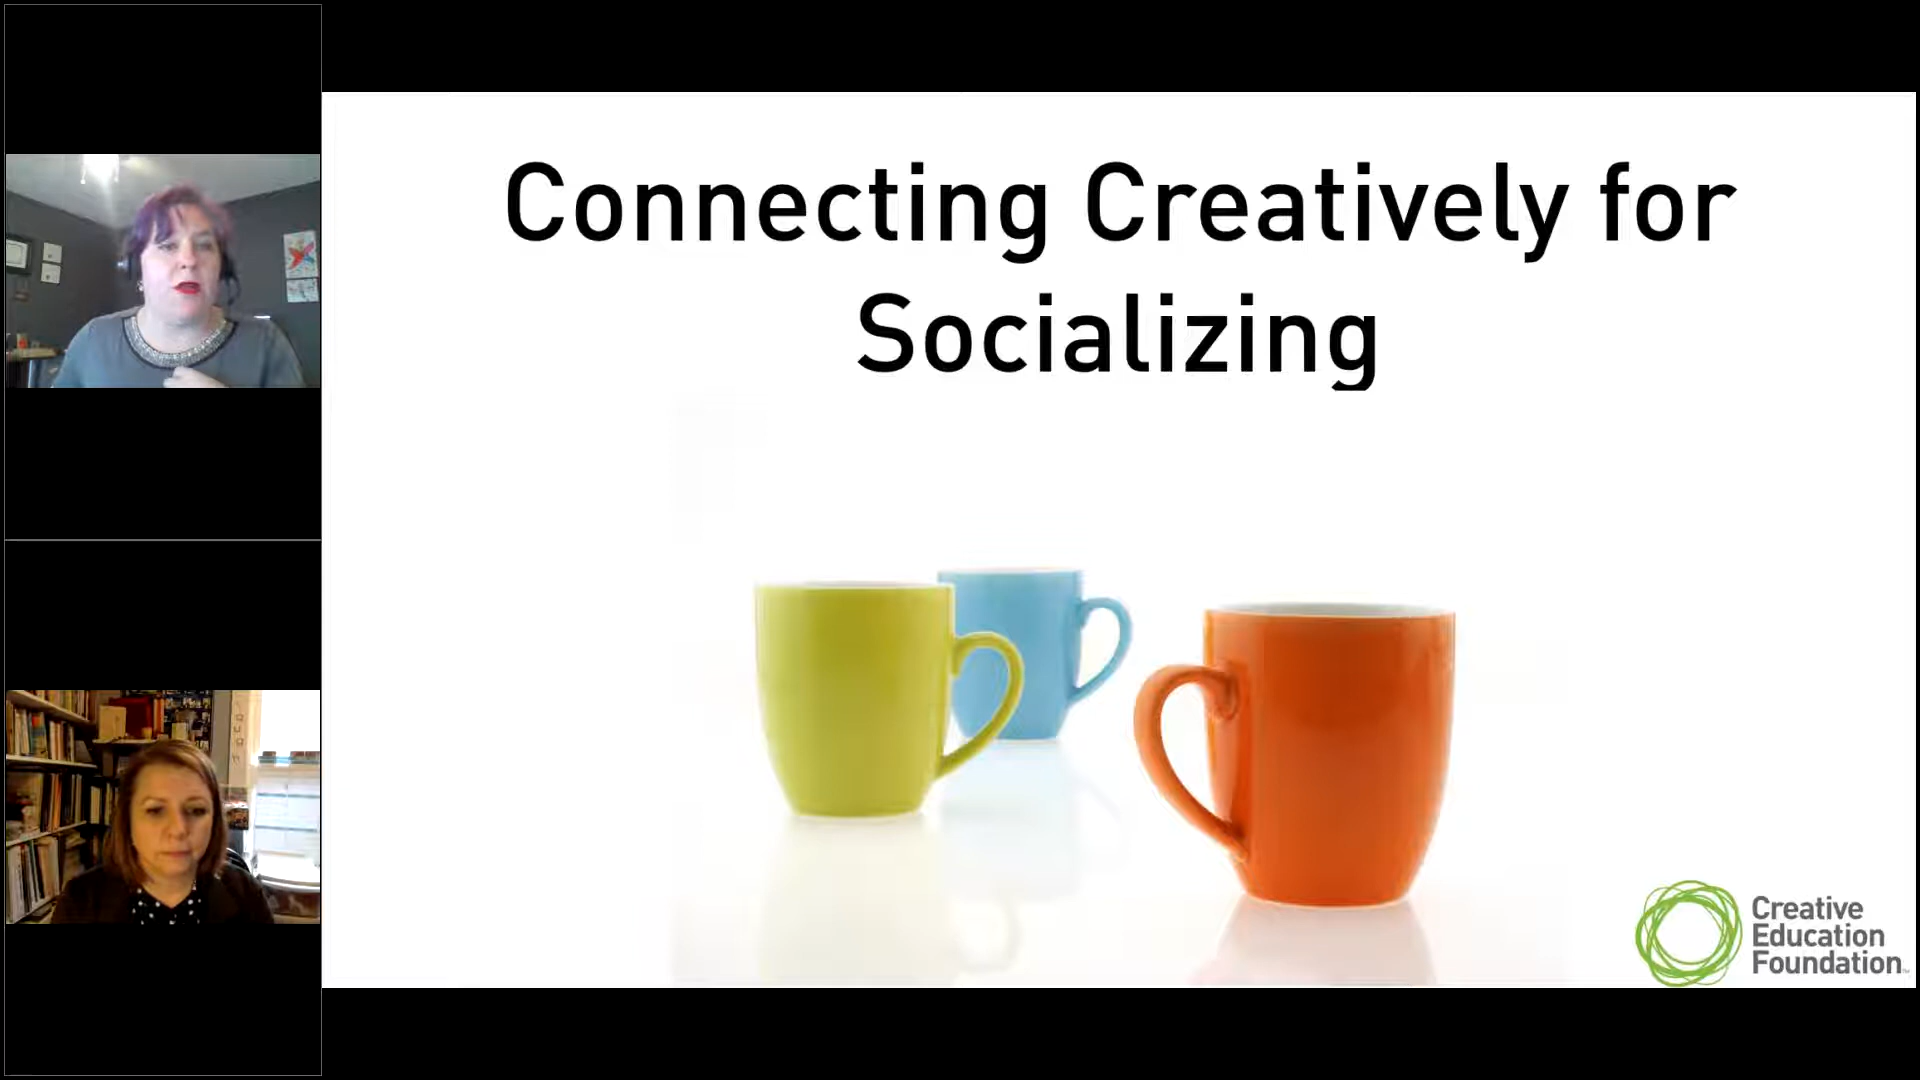 Connecting Creatively for
Socializing
Creative
Education
Foundation